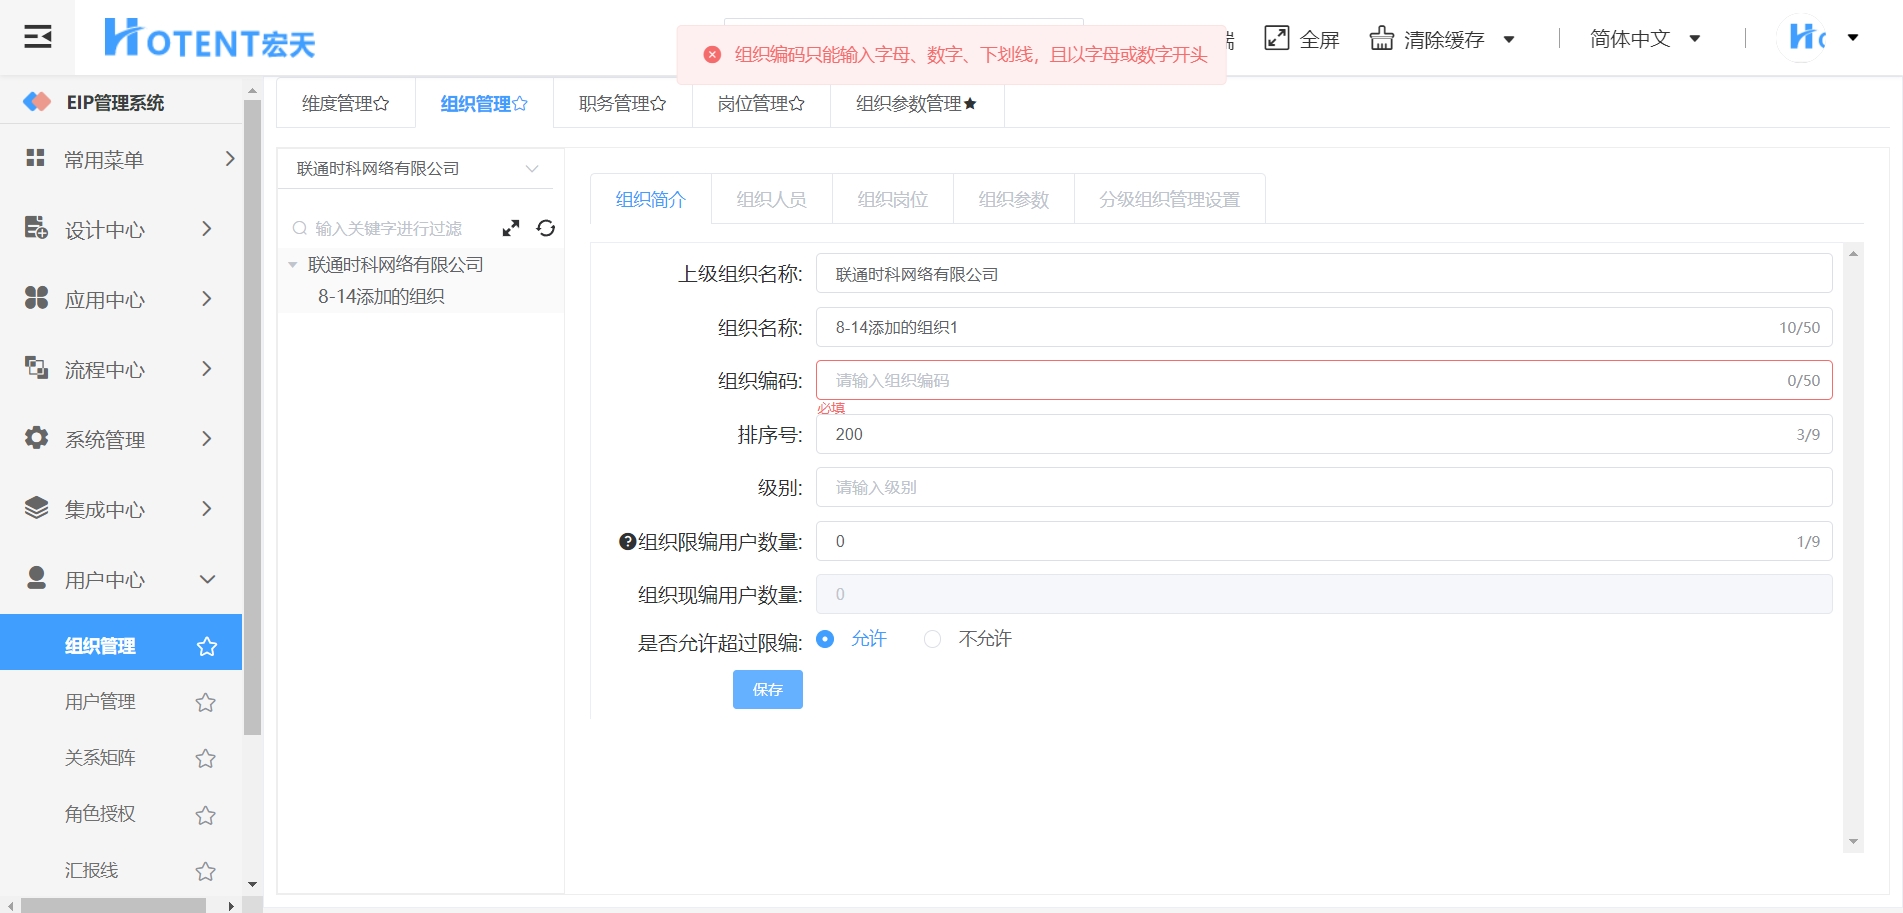 HOTENT宏天
组织编码只能输入字母、数字、下划线，且以字母或数字开头
端
全屏
清除缓存
简体中文
EIP管理系统
常用菜单
设计中心
应用中心
流程中心
系统管理
集成中心
用户中心
组织管理
用户管理
关系矩阵
角色授权
汇报线
维度管理
组织管理
职务管理
岗位管理
组织参数管理
联通时科网络有限公司
输入关键字进行过滤
联通时科网络有限公司
8-14添加的组织
组织简介
组织人员
组织岗位
组织参数
分级组织管理设置
上级组织名称: 联通时科网络有限公司
组织名称: 8-14添加的组织1 10/50
组织编码: 请输入组织编码 0/50
必填
排序号: 200 3/9
级别: 请输入级别
组织限编用户数量: 0 1/9
组织现编用户数量: 0
是否允许超过限编: 允许 不允许
保存